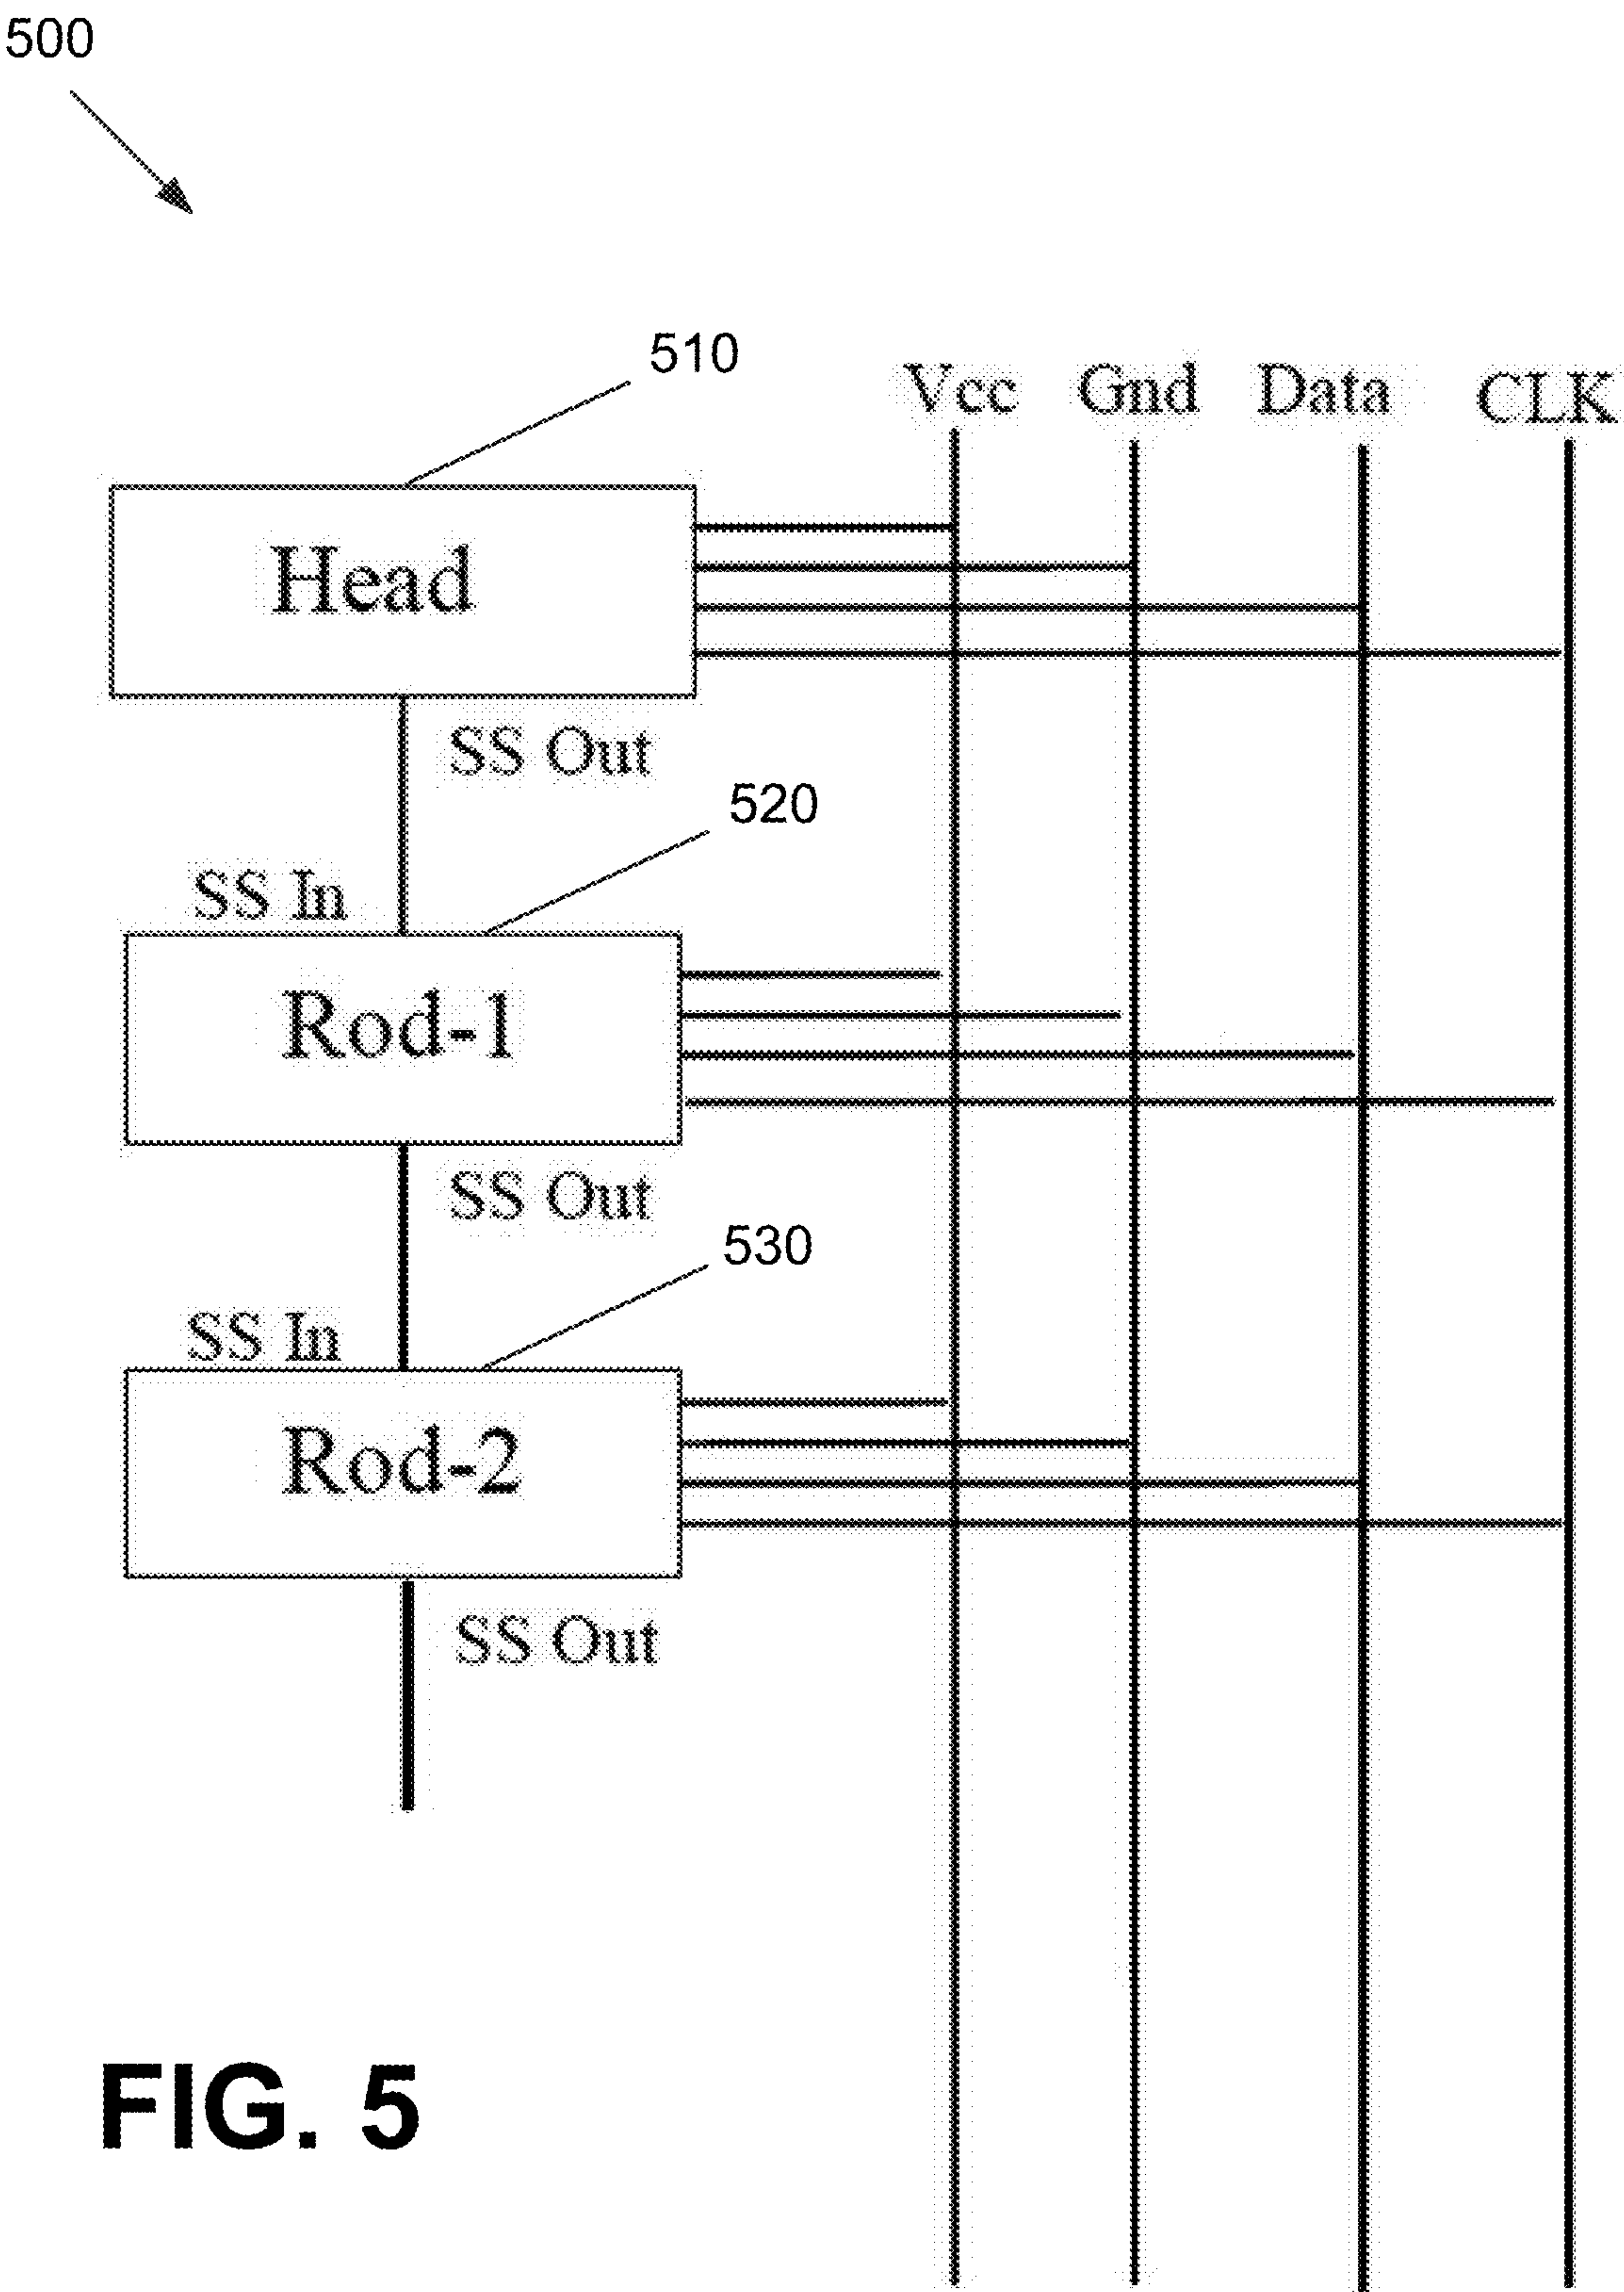 500
510
Vcc Gnd Data CLK
Head
SS Out
520
SS In
Rod-1
SS Out
530
SS In
Rod-2
SS Out
FIG. 5